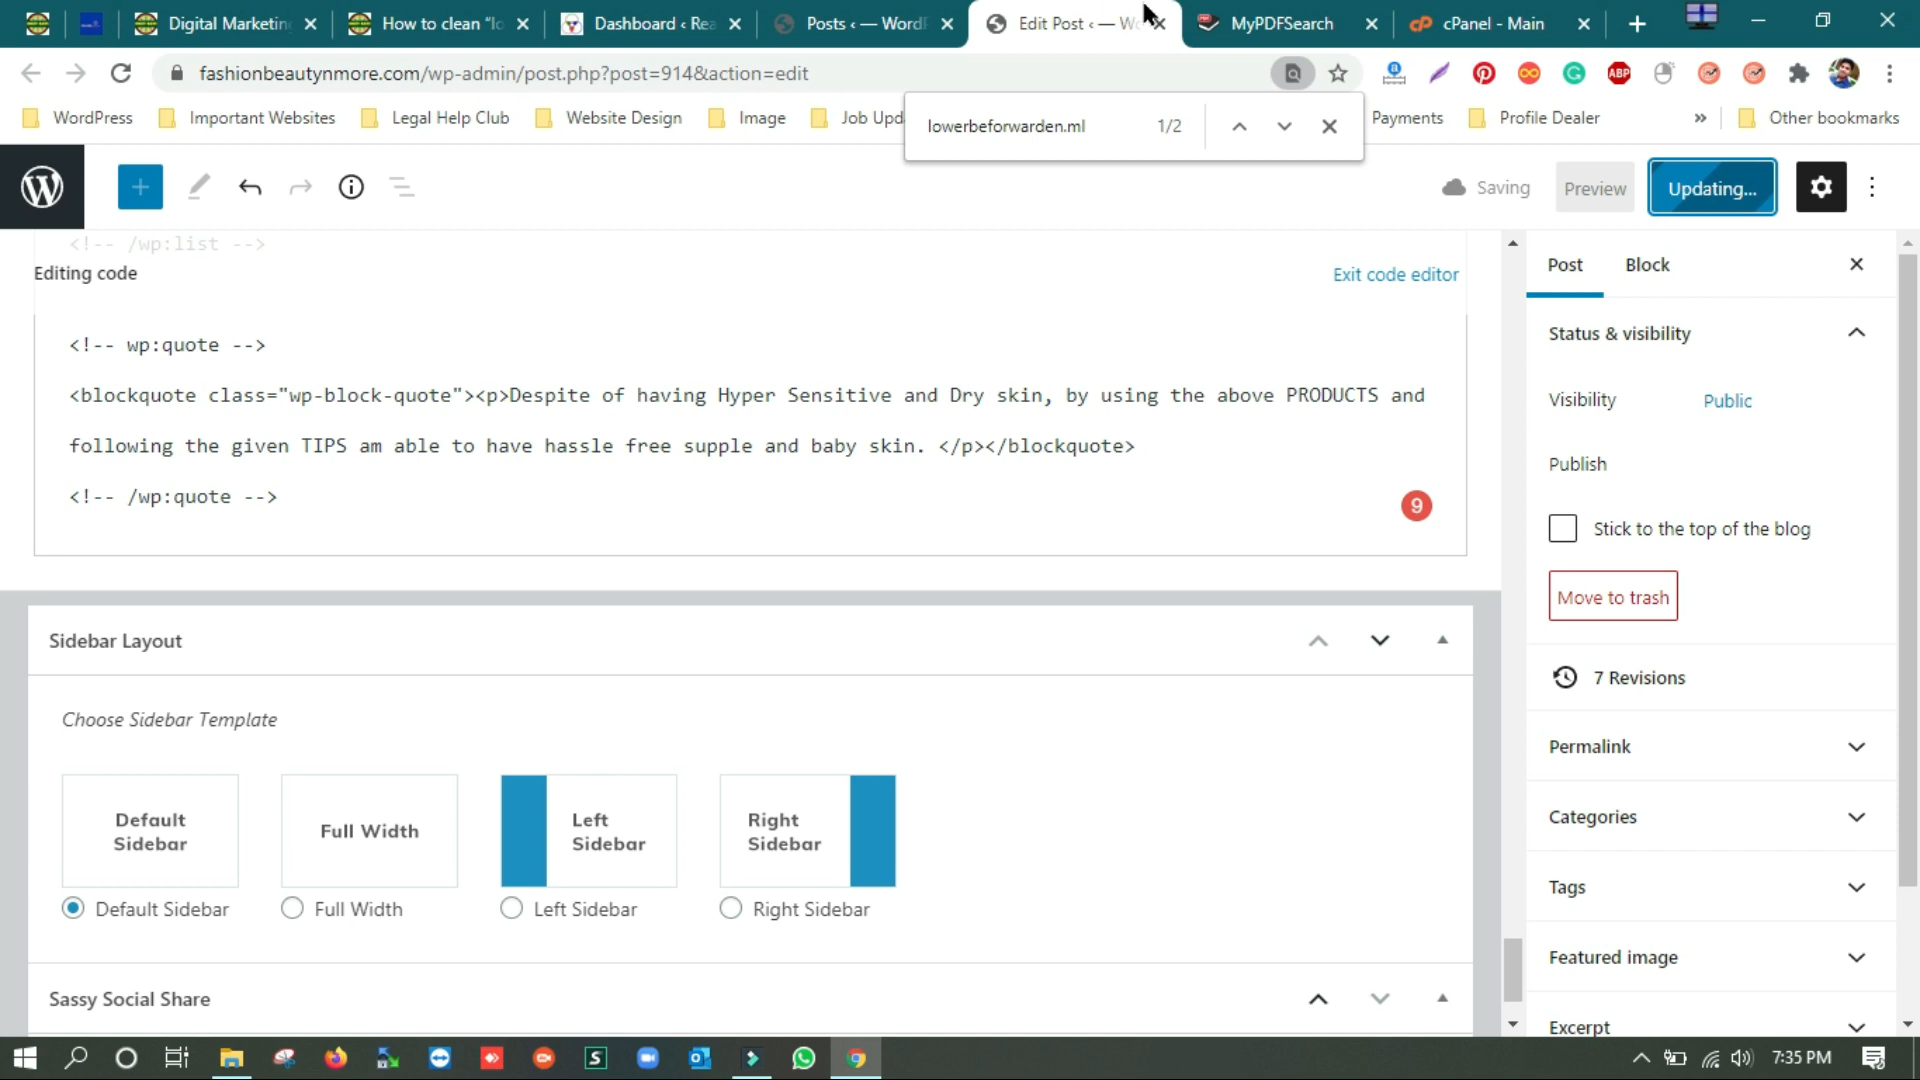 Digital Marketing
How to clean "lo
Dashboard ‹ Rea
Posts ‹ — WordP
Edit Post ‹ — Wo
MyPDFSearch
cPanel - Main
fashionbeautynmore.com/wp-admin/post.php?post=914&action=edit
WordPress
Important Websites
Legal Help Club
Website Design
Image
Job Upd
Payments
Profile Dealer
Other bookmarks
lowerbeforwarden.ml 1/2
ABP
Saving
Preview
Updating...
<!-- /wp:list -->
Editing code
Exit code editor
<!-- wp:quote -->
<blockquote class="wp-block-quote"><p>Despite of having Hyper Sensitive and Dry skin, by using the above PRODUCTS and
following the given TIPS am able to have hassle free supple and baby skin. </p></blockquote>
<!-- /wp:quote -->
9
Sidebar Layout
Choose Sidebar Template
Default
Sidebar
Full Width
Left
Sidebar
Right
Sidebar
Default Sidebar
Full Width
Left Sidebar
Right Sidebar
Sassy Social Share
Post
Block
Status & visibility
Visibility
Public
Publish
Stick to the top of the blog
Move to trash
7 Revisions
Permalink
Categories
Tags
Featured image
Excerpt
7:35 PM